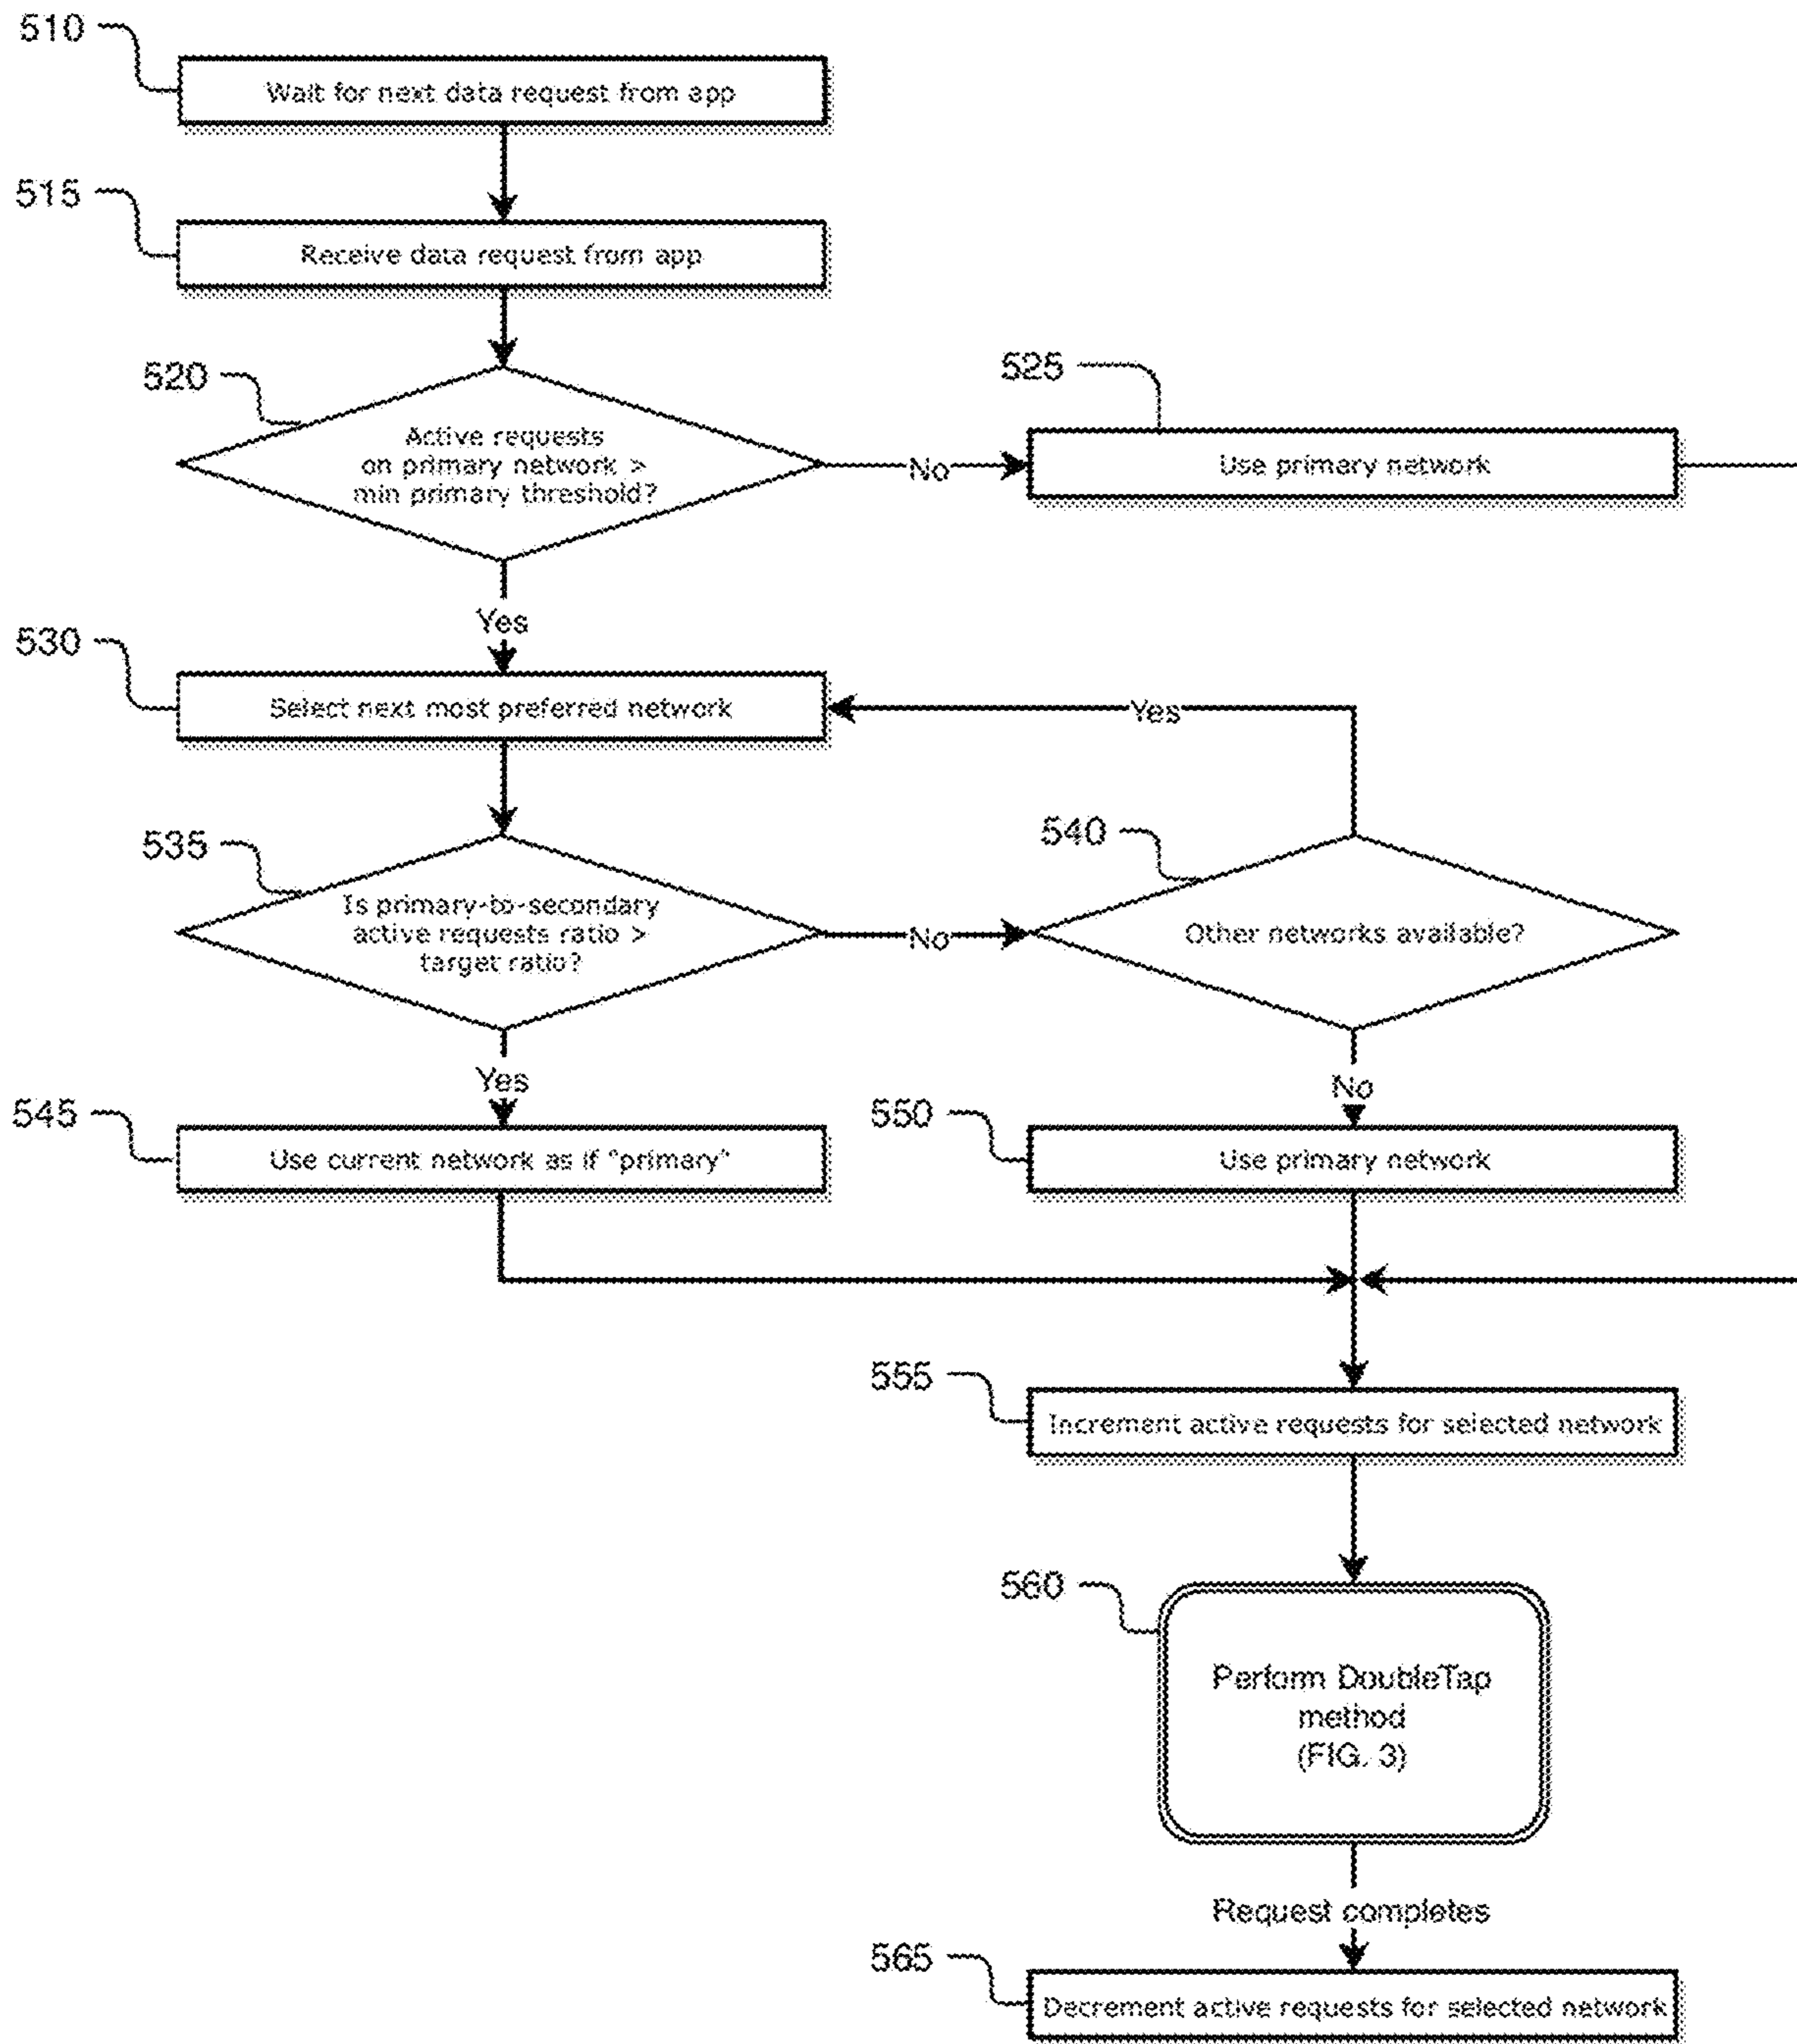 510
Wait for next data request from app
515
Receive data request from app
520
Active requests
on primary network >
min primary threshold?
No
525
Use primary network
Yes
530
Select next most preferred network
Yes
535
Is primary-to-secondary
active requests ratio >
target ratio?
No
540
Other networks available?
Yes
No
545
Use current network as if "primary"
550
Use primary network
555
Increment active requests for selected network
560
Perform DoubleTap
method
(FIG. 3)
Request completes
565
Decrement active requests for selected network